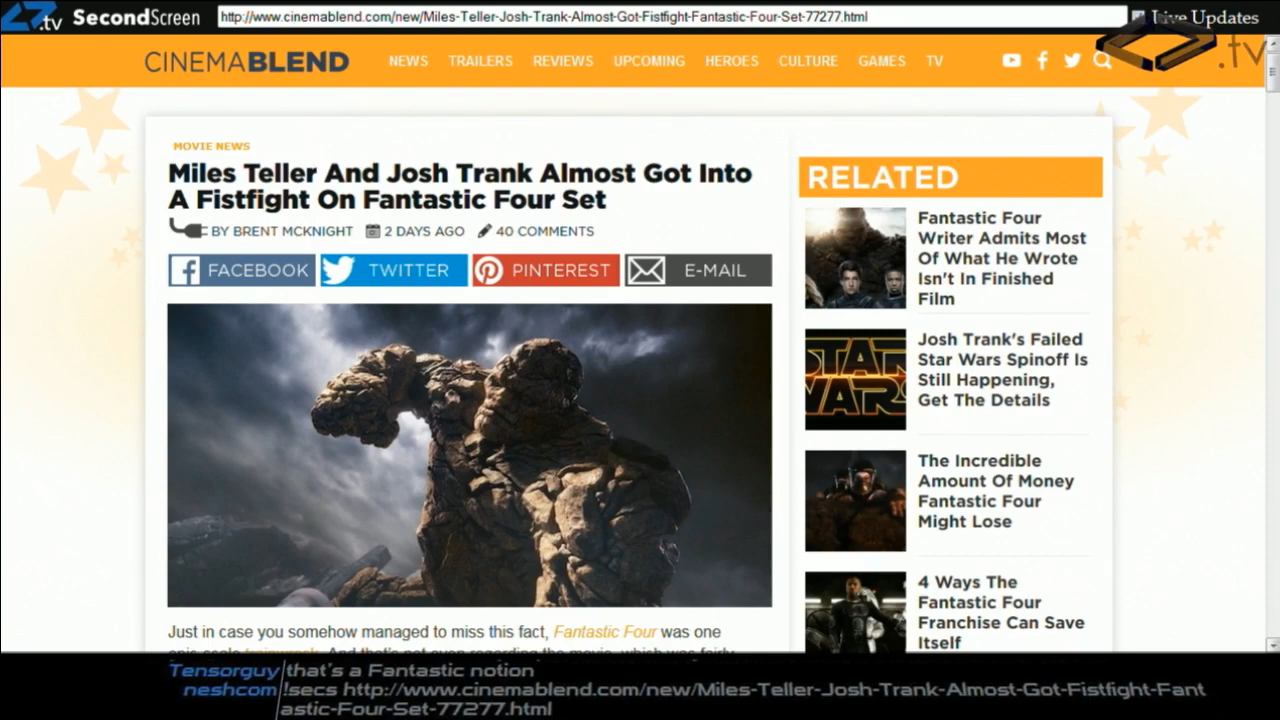 .tv SecondScreen http://www.cinemablend.com/new/Miles-Teller-Josh-Trank-Almost-Got-Fistfight-Fantastic-Four-Set-77277.html Live Updates
.tv
CINEMABLEND NEWS TRAILERS REVIEWS UPCOMING HEROES CULTURE GAMES TV
MOVIE NEWS
Miles Teller And Josh Trank Almost Got Into
A Fistfight On Fantastic Four Set
BY BRENT MCKNIGHT 2 DAYS AGO 40 COMMENTS
FACEBOOK TWITTER PINTEREST E-MAIL
Just in case you somehow managed to miss this fact, Fantastic Four was one
RELATED
Fantastic Four
Writer Admits Most
Of What He Wrote
Isn't In Finished
Film
STAR
WARS
Josh Trank's Failed
Star Wars Spinoff Is
Still Happening,
Get The Details
The Incredible
Amount Of Money
Fantastic Four
Might Lose
4 Ways The
Fantastic Four
Franchise Can Save
Itself
Tensorguy that's a Fantastic notion
neshcom !secs http://www.cinemablend.com/new/Miles-Teller-Josh-Trank-Almost-Got-Fistfight-Fant
astic-Four-Set-77277.html